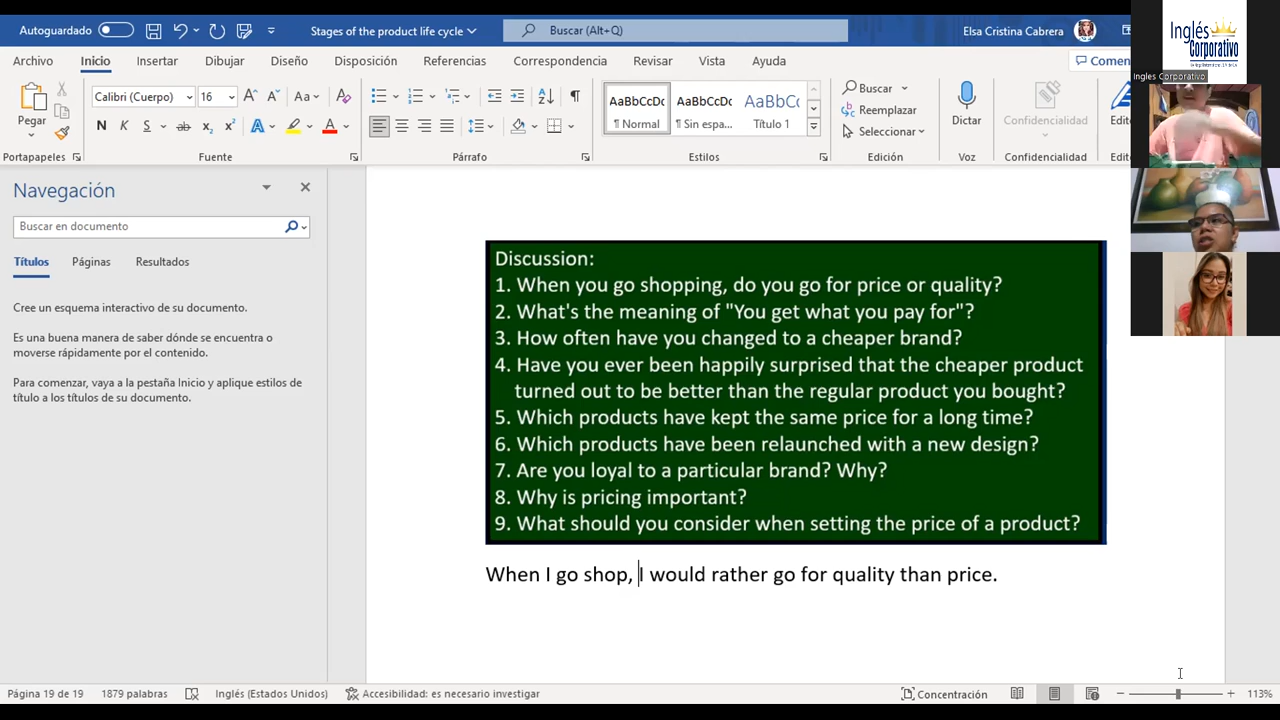 Autoguardado
Stages of the product life cycle
Buscar (Alt+Q)
Elsa Cristina Cabrera
Archivo Inicio Insertar Dibujar Diseño Disposición Referencias Correspondencia Revisar Vista Ayuda
Comen
Pegar
Calibri (Cuerpo) 16
AaBbCcDc AaBbCcDc AaBbCc
¶ Normal ¶ Sin espa... Título 1
Buscar
Reemplazar
Seleccionar
Dictar
Confidencialidad
Portapapeles Fuente Párrafo Estilos Edición Voz Confidencialidad
Inglés
Corporativo
Ingles Corporativo
Navegación
Buscar en documento
Títulos Páginas Resultados
Cree un esquema interactivo de su documento.
Es una buena manera de saber dónde se encuentra o
moverse rápidamente por el contenido.
Para comenzar, vaya a la pestaña Inicio y aplique estilos de
título a los títulos de su documento.
Discussion:
1. When you go shopping, do you go for price or quality?
2. What's the meaning of "You get what you pay for"?
3. How often have you changed to a cheaper brand?
4. Have you ever been happily surprised that the cheaper product
turned out to be better than the regular product you bought?
5. Which products have kept the same price for a long time?
6. Which products have been relaunched with a new design?
7. Are you loyal to a particular brand? Why?
8. Why is pricing important?
9. What should you consider when setting the price of a product?
When I go shop, I would rather go for quality than price.
Página 19 de 19 1879 palabras Inglés (Estados Unidos) Accesibilidad: es necesario investigar Concentración 113%